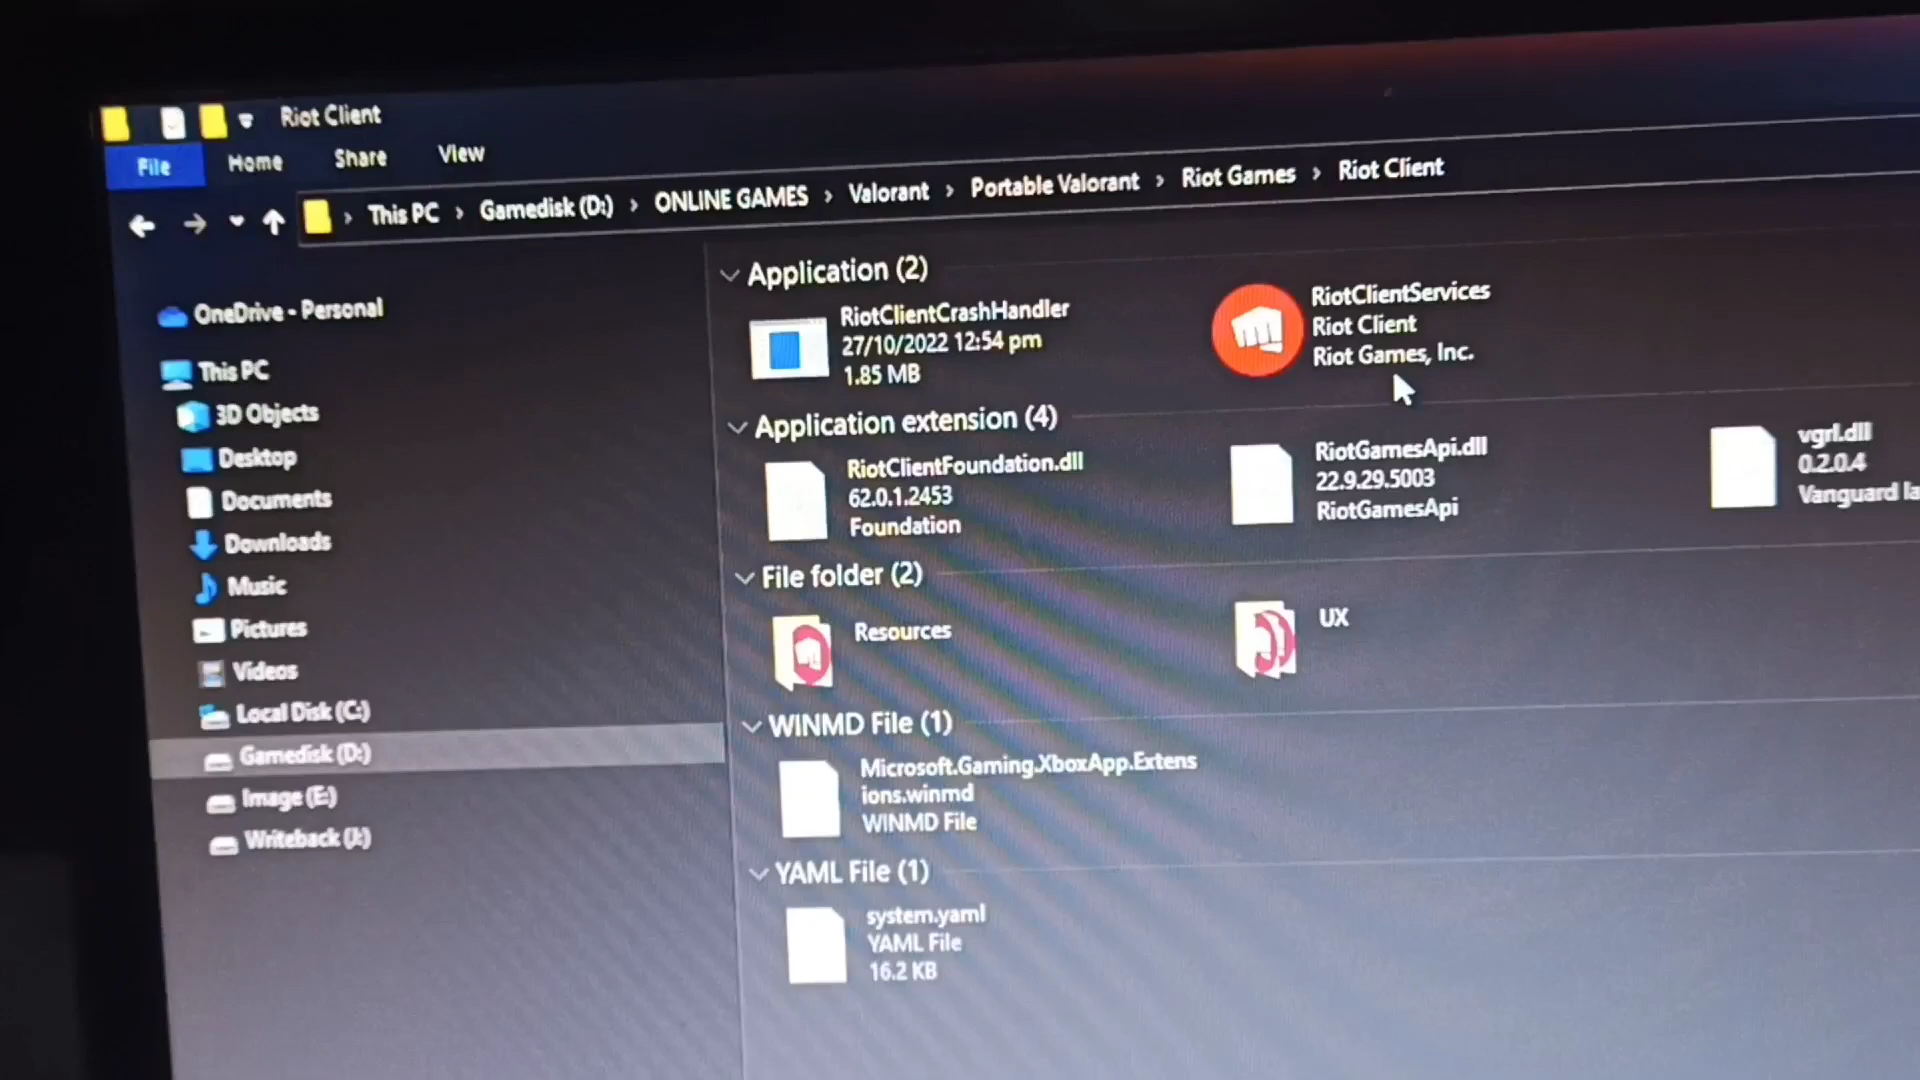 Riot Client
File Home Share View
This PC > Gamedisk (D:) > ONLINE GAMES > Valorant > Portable Valorant > Riot Games > Riot Client
OneDrive - Personal
This PC
3D Objects
Desktop
Documents
Downloads
Music
Pictures
Videos
Local Disk (C:)
Gamedisk (D:)
Image (E:)
Writeback (J:)
Application (2)
RiotClientCrashHandler
27/10/2022 12:54 pm
1.85 MB
RiotClientServices
Riot Client
Riot Games, Inc.
Application extension (4)
RiotClientFoundation.dll
62.0.1.2453
Foundation
RiotGamesApi.dll
22.9.29.5003
RiotGamesApi
vgrl.dll
0.2.0.4
Vanguard
File folder (2)
Resources
UX
WINMD File (1)
Microsoft.Gaming.XboxApp.Extens
ions.winmd
WINMD File
YAML File (1)
system.yaml
YAML File
16.2 KB